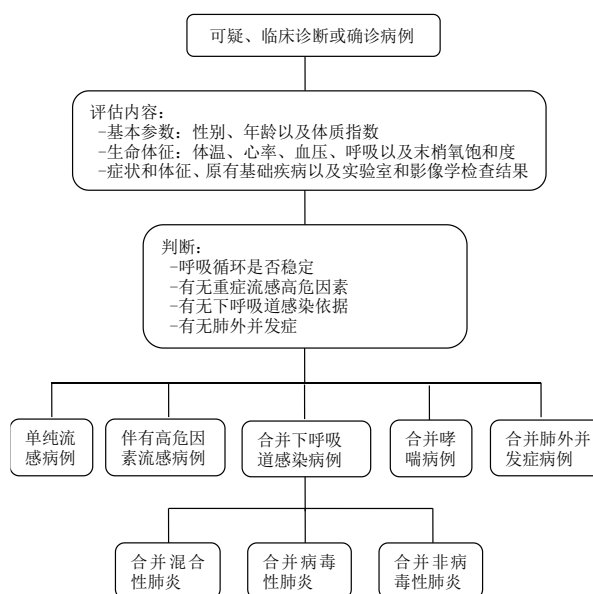 可疑、临床诊断或确诊病例
评估内容：
-基本参数：性别、年龄以及体质指数
-生命体征：体温、心率、血压、呼吸以及末梢氧饱和度
-症状和体征、原有基础疾病以及实验室和影像学检查结果
判断：
-呼吸循环是否稳定
-有无重症流感高危因素
-有无下呼吸道感染依据
-有无肺外并发症
单纯流
感病例
伴有高危因
素流感病例
合并下呼吸
道感染病例
合并哮
喘病例
合并肺外并
发症病例
合并混合
性肺炎
合并病毒
性肺炎
合并非病
毒性肺炎